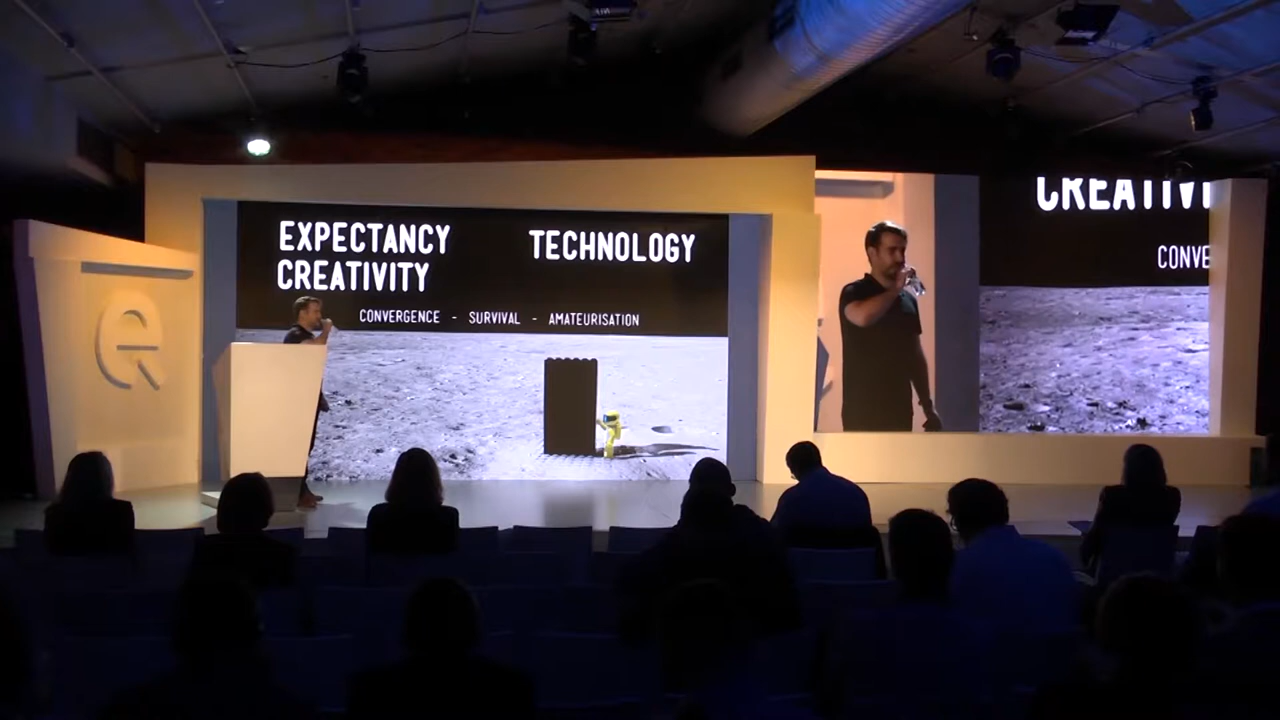 EXPECTANCY
CREATIVITY
TECHNOLOGY
CONVERGENCE - SURVIVAL - AMATEURISATION
CREATIVI
CONVE